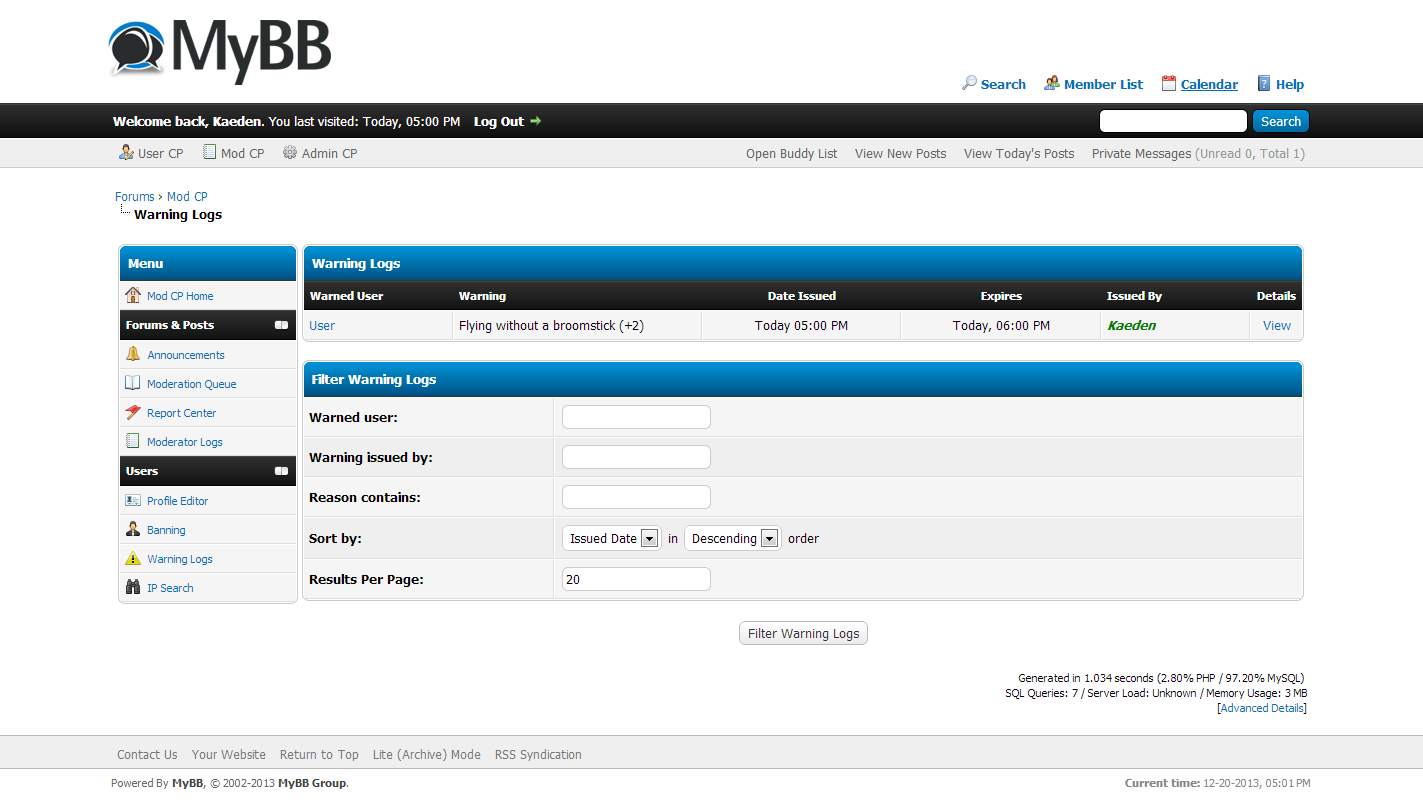 MyBB
Search Member List Calendar Help
Welcome back, Kaeden. You last visited: Today, 05:00 PM Log Out Search
User CP Mod CP Admin CP Open Buddy List View New Posts View Today's Posts Private Messages (Unread 0, Total 1)
Forums › Mod CP
Warning Logs
Menu
Mod CP Home
Forums & Posts
Announcements
Moderation Queue
Report Center
Moderator Logs
Users
Profile Editor
Banning
Warning Logs
IP Search
Warning Logs
Warned User Warning Date Issued Expires Issued By Details
User Flying without a broomstick (+2) Today 05:00 PM Today, 06:00 PM Kaeden View
Filter Warning Logs
Warned user:
Warning issued by:
Reason contains:
Sort by: Issued Date in Descending order
Results Per Page: 20
Filter Warning Logs
Generated in 1.034 seconds (2.80% PHP / 97.20% MySQL)
SQL Queries: 7 / Server Load: Unknown / Memory Usage: 3 MB
[Advanced Details]
Contact Us Your Website Return to Top Lite (Archive) Mode RSS Syndication
Powered By MyBB, © 2002-2013 MyBB Group. Current time: 12-20-2013, 05:01 PM